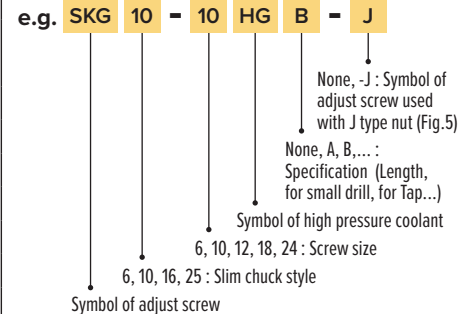 e.g. SKG 10 - 10 HG B - J
None, -J : Symbol of
adjust screw used
with J type nut (Fig.5)
None, A, B,... :
Specification (Length,
for small drill, for Tap...)
Symbol of high pressure coolant
6, 10, 12, 18, 24 : Screw size
6, 10, 16, 25 : Slim chuck style
Symbol of adjust screw